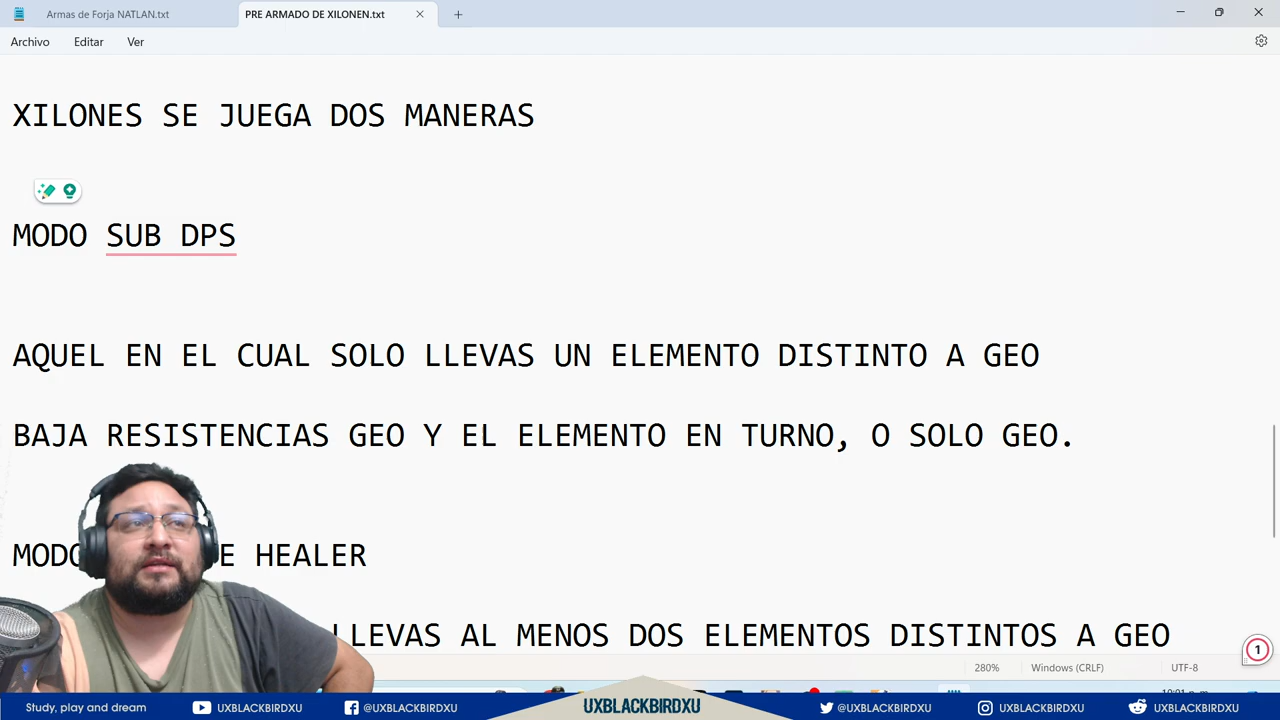 Armas de Forja NATLAN.txt
PRE ARMADO DE XILONEN.txt
Archivo Editar Ver
XILONES SE JUEGA DOS MANERAS
MODO SUB DPS
AQUEL EN EL CUAL SOLO LLEVAS UN ELEMENTO DISTINTO A GEO
BAJA RESISTENCIAS GEO Y EL ELEMENTO EN TURNO, O SOLO GEO.
E HEALER
LLEVAS AL MENOS DOS ELEMENTOS DISTINTOS A GEO
1
280% Windows (CRLF) UTF-8
Study, play and dream UXBLACKBIRDXU @UXBLACKBIRDXU UXBLACKBIRDXU @UXBLACKBIRDXU UXBLACKBIRDXU UXBLACKBIRDXU